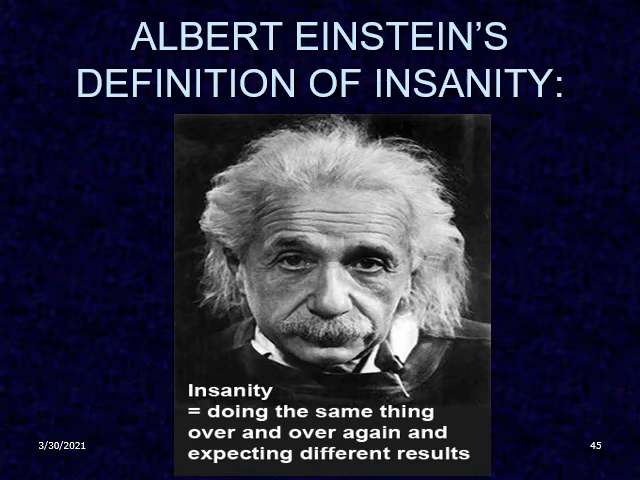 ALBERT EINSTEIN’S
DEFINITION OF INSANITY:
Insanity
= doing the same thing
over and over again and
expecting different results
3/30/2021
45